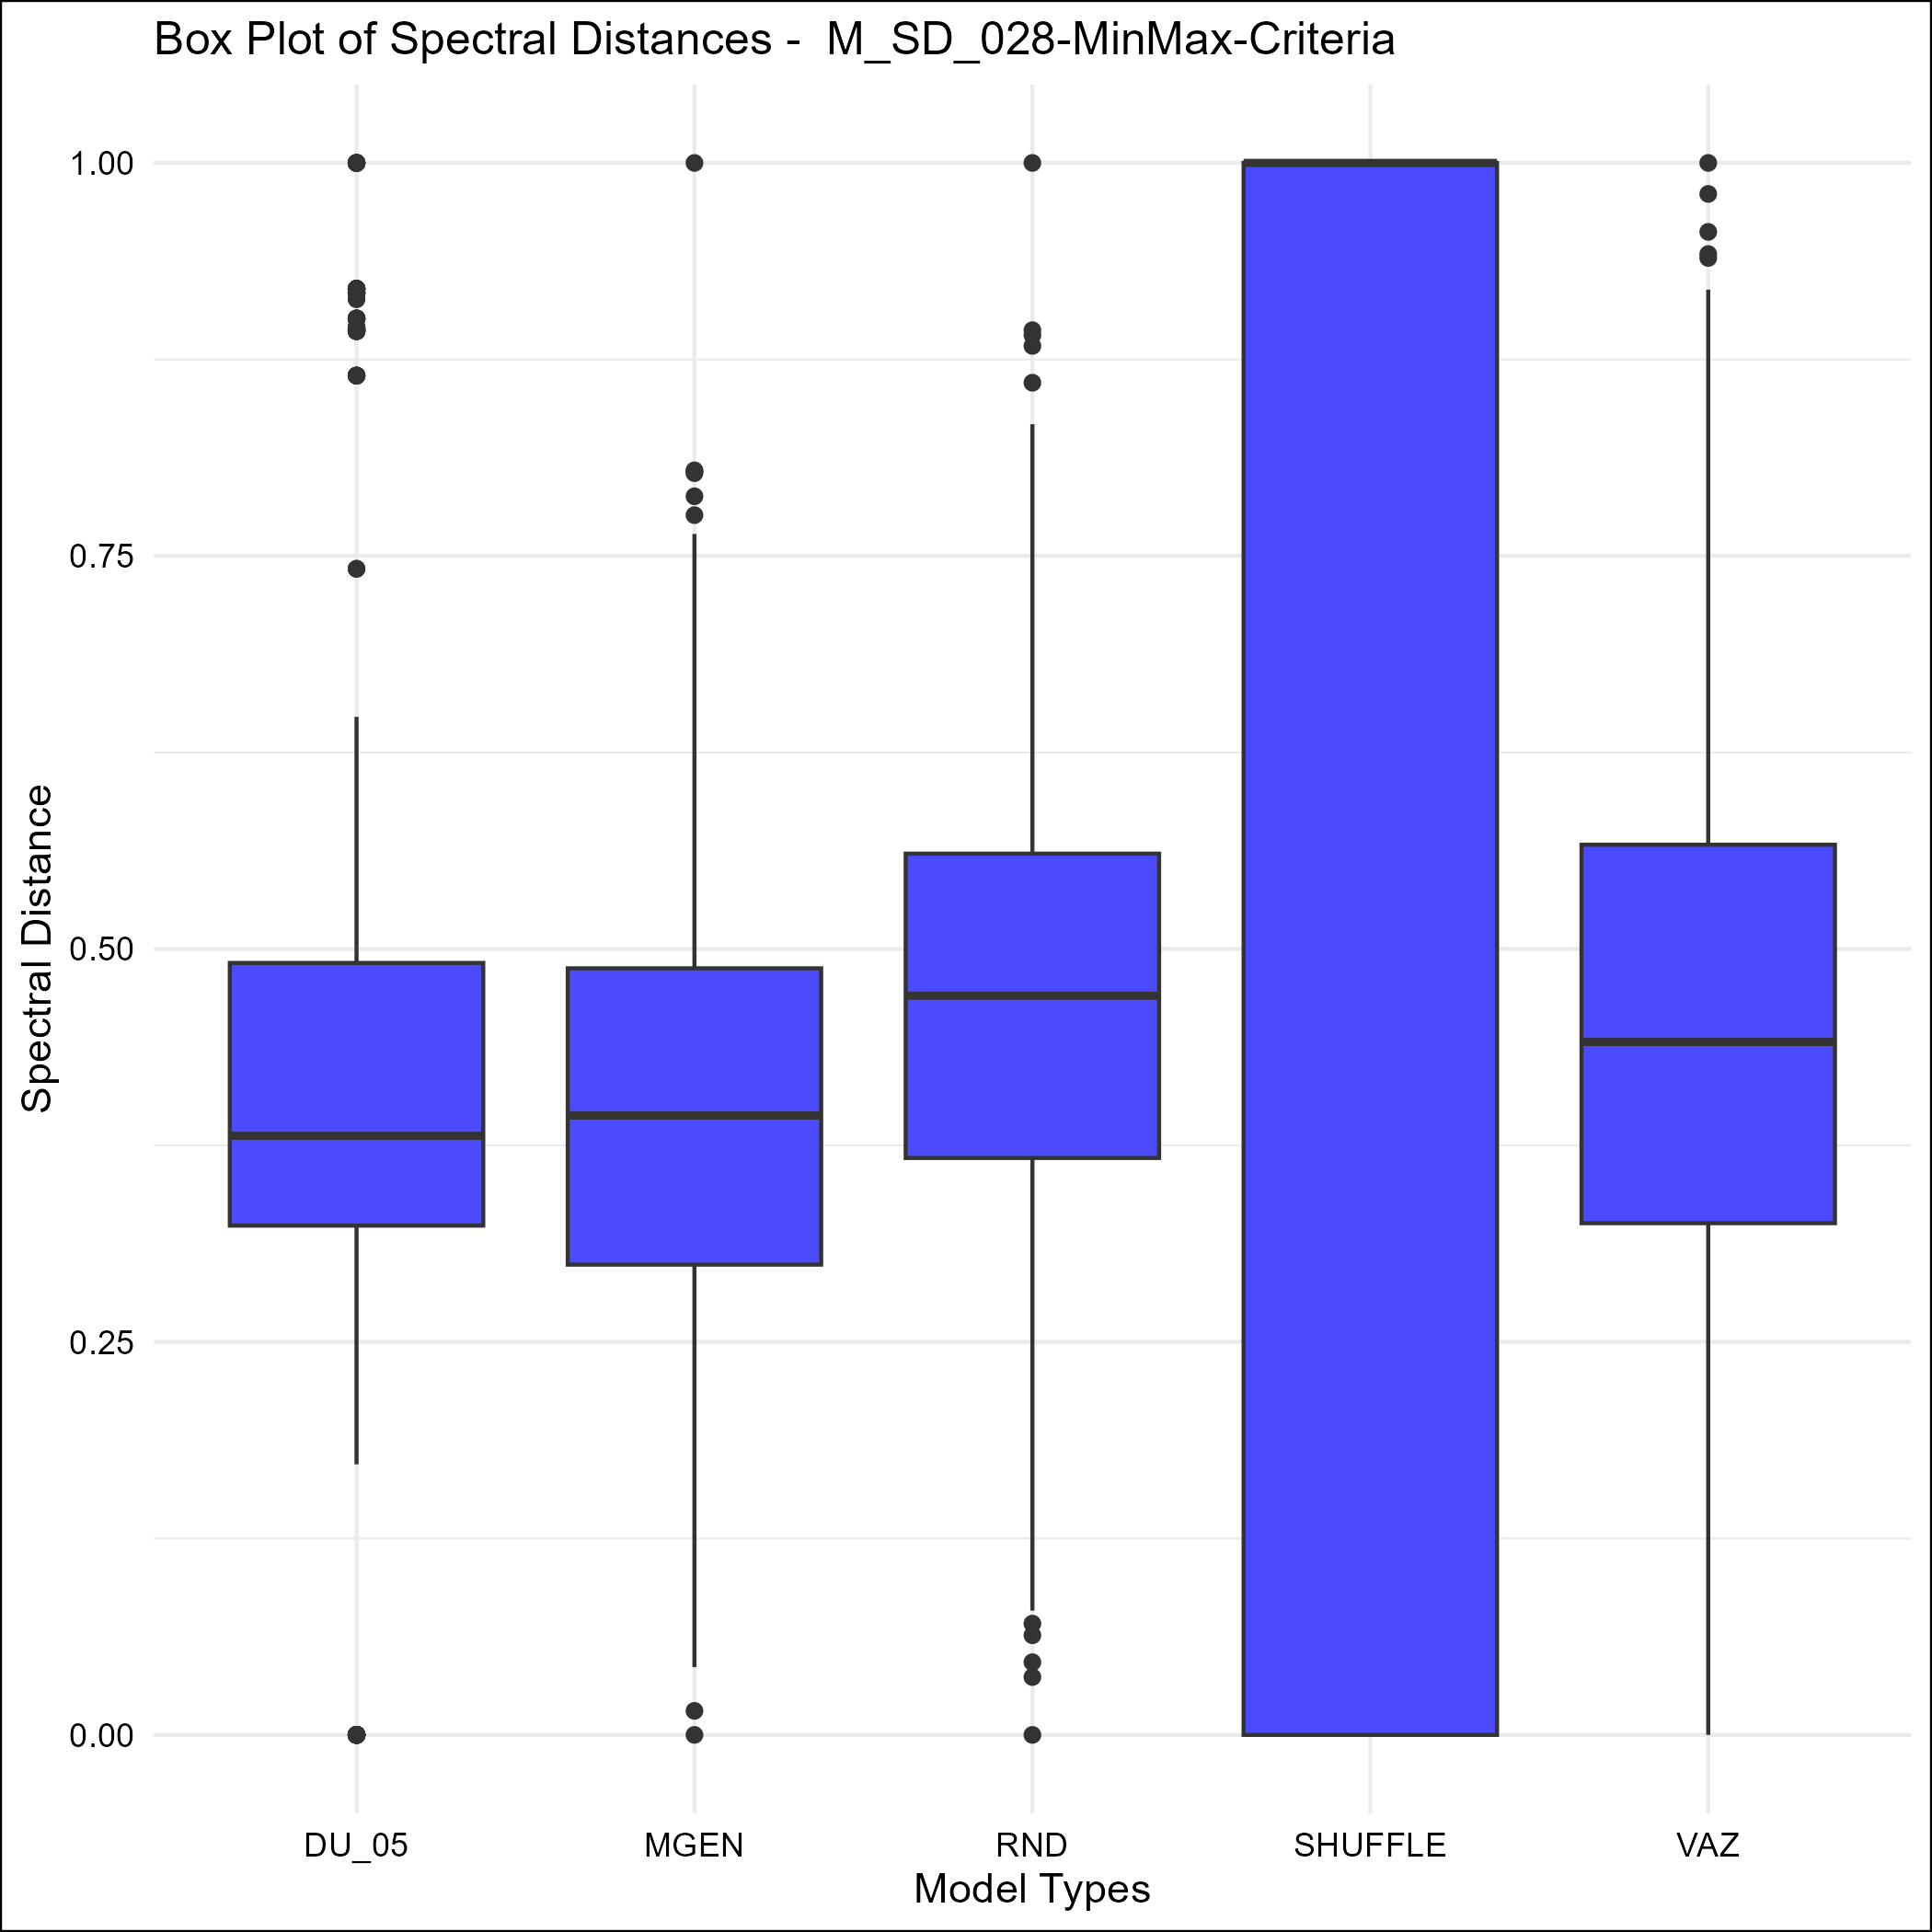 Box Plot of Spectral Distances -  M_SD_028-MinMax-Criteria
1.00
0.75
0.50
0.25
0.00
Spectral Distance
DU_05 MGEN RND SHUFFLE VAZ
Model Types